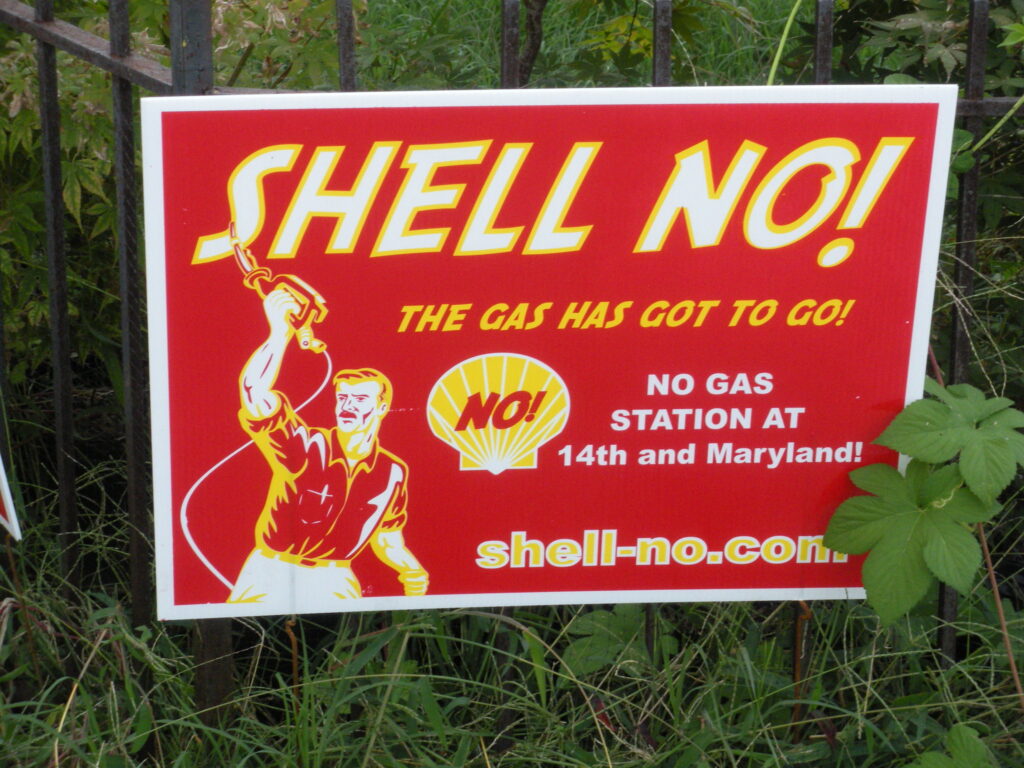 SHELL NO!
THE GAS HAS GOT TO GO!
NO!
NO GAS
STATION AT
14th and Maryland!
shell-no.com